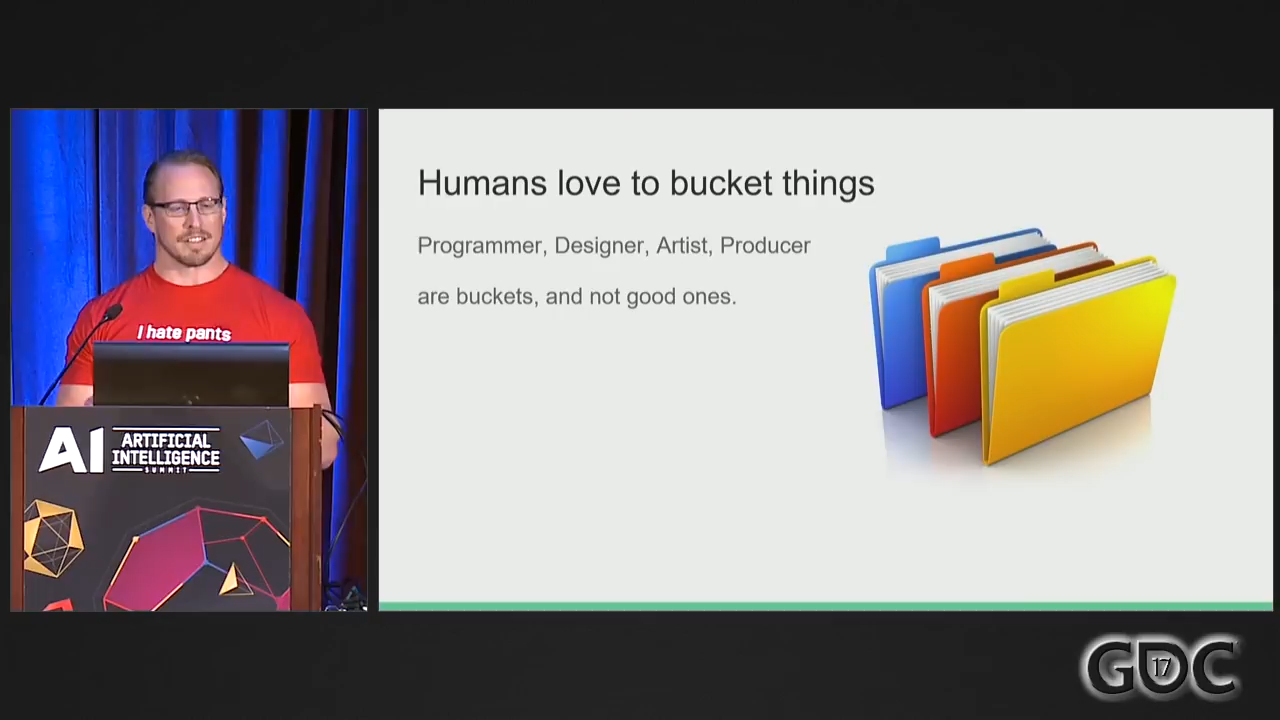 Humans love to bucket things
Programmer, Designer, Artist, Producer
are buckets, and not good ones.
I hate pants
AI ARTIFICIAL
INTELLIGENCE
SUMMIT
GDC
17